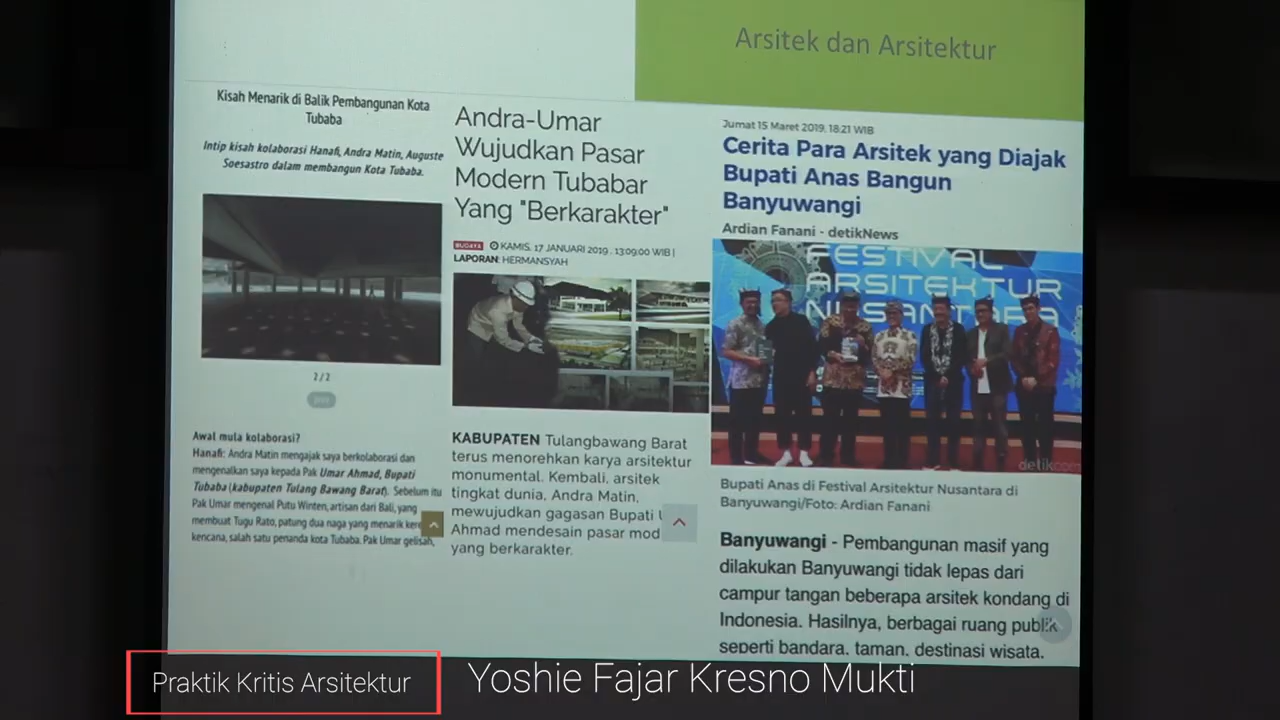 Arsitek dan Arsitektur
Kisah Menarik di Balik Pembangunan Kota
Tubaba
Intip kisah kolaborasi Hanafi, Andra Matin, Auguste
Soesastro dalam membangun Kota Tubaba.
2/2
Awal mula kolaborasi?
Hanafi: Andra Matin mengajak saya berkolaborasi dan
mengenalkan saya kepada Pak Umar Ahmad, Bupati
Tubaba (kabupaten Tulang Bawang Barat). Sebelum itu
Pak Umar mengenal Putu Winten, artisan dari Bali, yang
membuat Tugu Rato, patung dua naga yang menarik
kencana, salah satu penanda kota Tubaba. Pak Umar gelisah,
Andra-Umar
Wujudkan Pasar
Modern Tubabar
Yang "Berkarakter"
BUDAYA KAMIS, 17 JANUARI 2019 , 13:09:00 WIB |
LAPORAN: HERMANSYAH
KABUPATEN Tulangbawang Barat
terus menorehkan karya arsitektur
monumental. Kembali, arsitek
tingkat dunia, Andra Matin,
mewujudkan gagasan Bupati
Ahmad mendesain pasar mod
yang berkarakter.
Jumat 15 Maret 2019, 18:21 WIB
Cerita Para Arsitek yang Diajak
Bupati Anas Bangun
Banyuwangi
Ardian Fanani - detikNews
FESTIVAL
ARSITEKTUR
NUSANTARA
detikcom
Bupati Anas di Festival Arsitektur Nusantara di
Banyuwangi/Foto: Ardian Fanani
Banyuwangi - Pembangunan masif yang
dilakukan Banyuwangi tidak lepas dari
campur tangan beberapa arsitek kondang di
Indonesia. Hasilnya, berbagai ruang publik
seperti bandara, taman, destinasi wisata,
Praktik Kritis Arsitektur
Yoshie Fajar Kresno Mukti